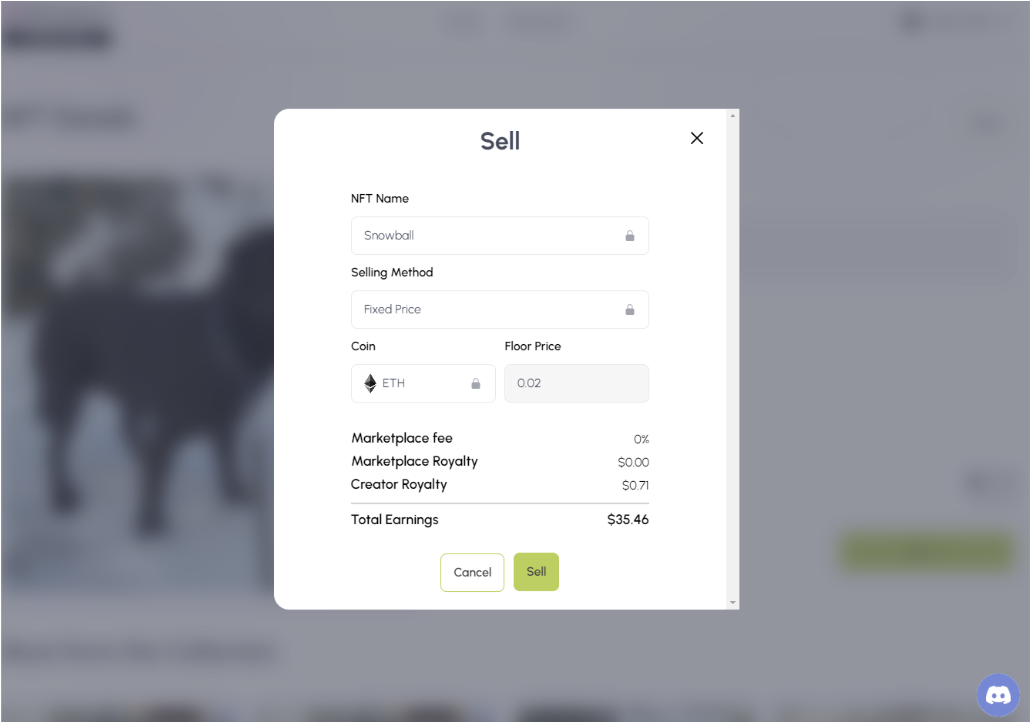 Sell
NFT Name
Snowball
Selling Method
Fixed Price
Coin
Floor Price
ETH
0.02
Marketplace fee
0%
Marketplace Royalty
$0.00
Creator Royalty
$0.71
Total Earnings
$35.46
Cancel
Sell